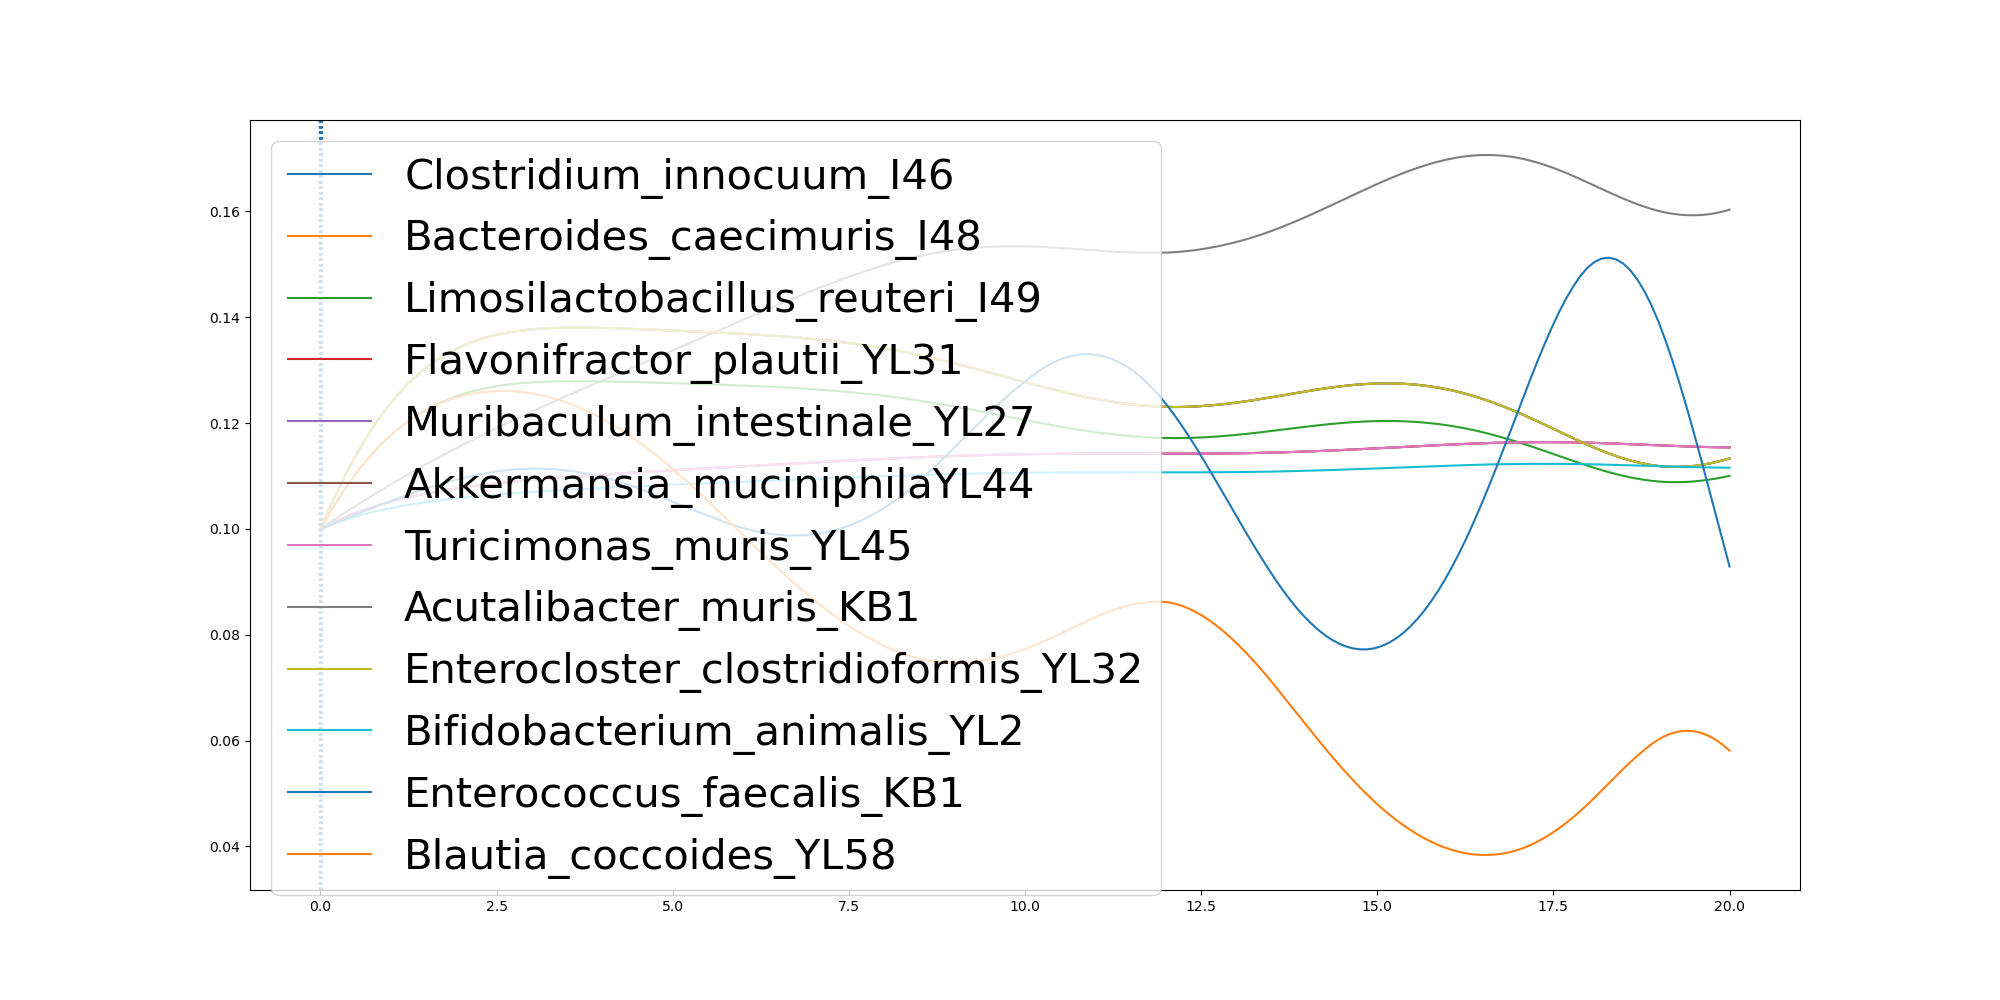 Clostridium_innocuum_I46
Bacteroides_caecimuris_I48
Limosilactobacillus_reuteri_I49
Flavonifractor_plautii_YL31
Muribaculum_intestinale_YL27
Akkermansia_muciniphilaYL44
Turicimonas_muris_YL45
Acutalibacter_muris_KB1
Enterocloster_clostridioformis_YL32
Bifidobacterium_animalis_YL2
Enterococcus_faecalis_KB1
Blautia_coccoides_YL58
0.16
0.14
0.12
0.10
0.08
0.06
0.04
0.0 2.5 5.0 7.5 10.0 12.5 15.0 17.5 20.0